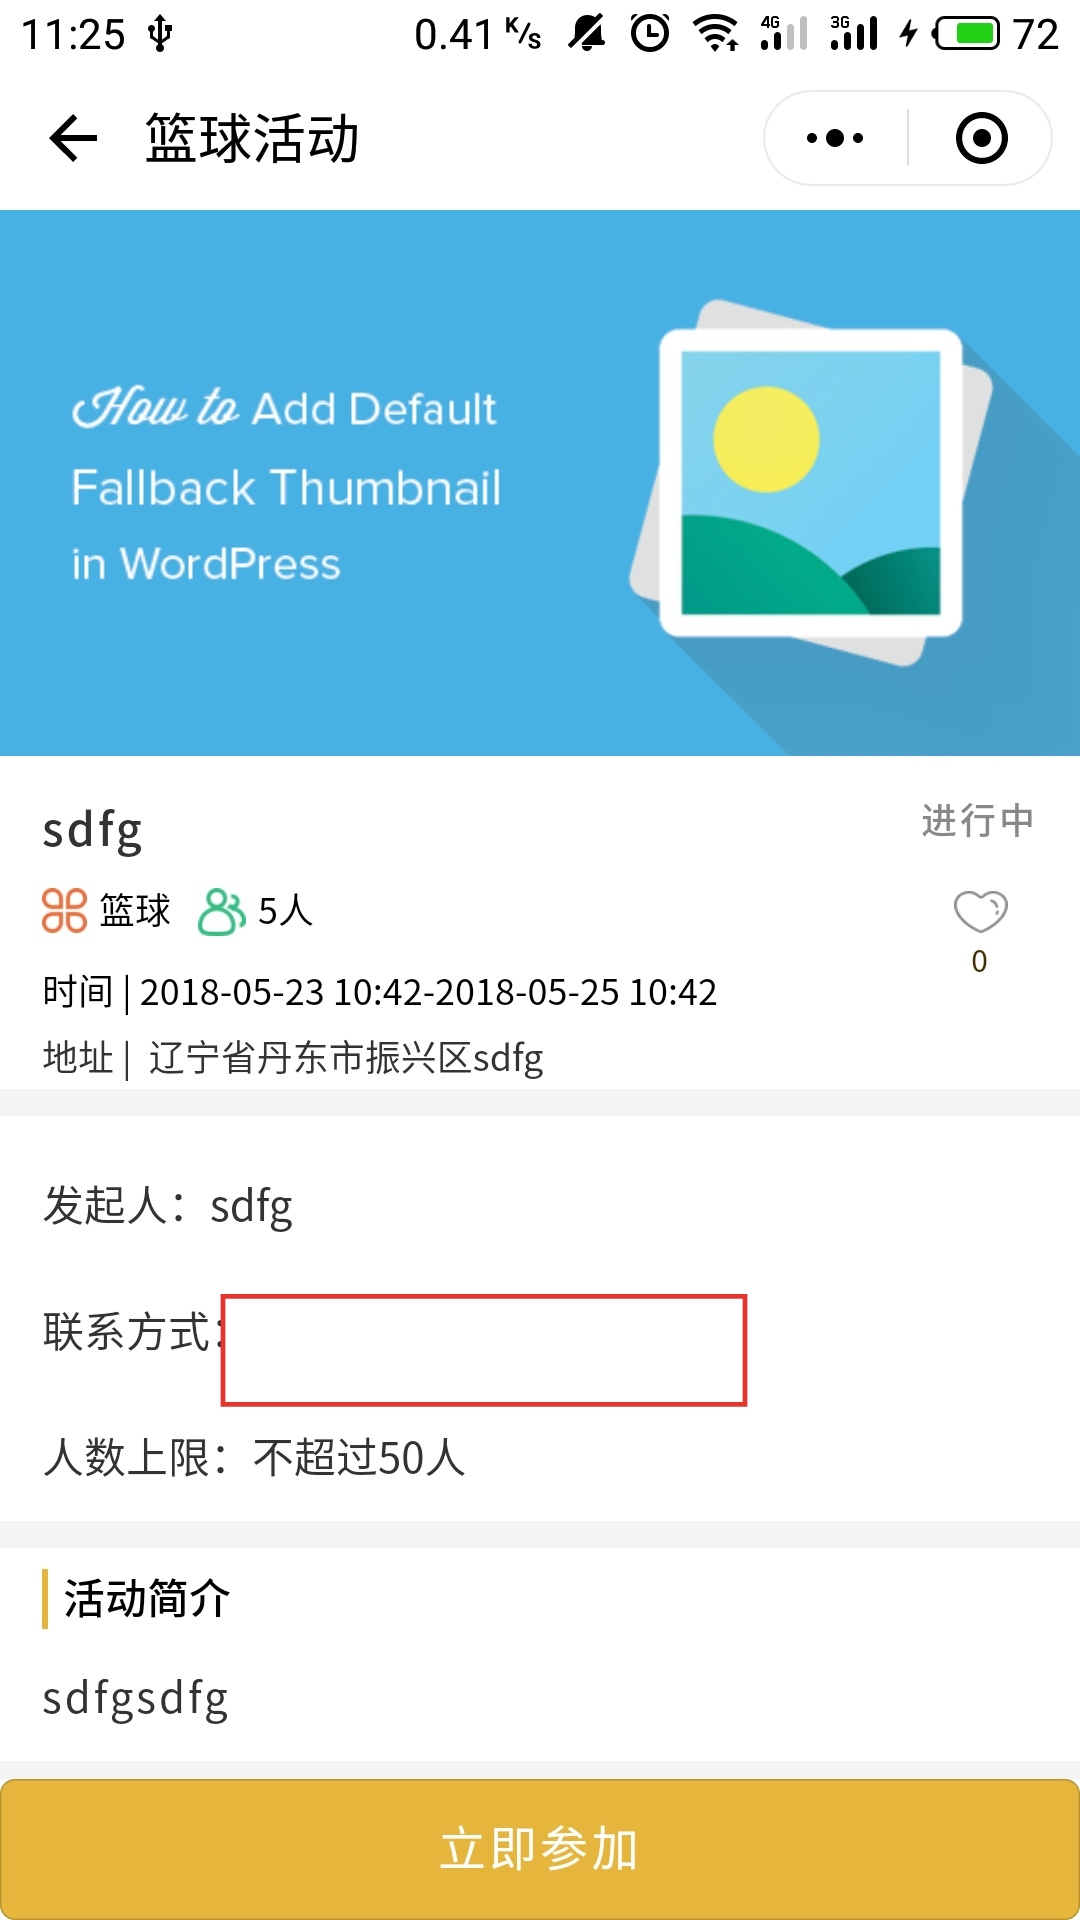 11:25 0.41 K/s 4G 3G 72
篮球活动
How to Add Default
Fallback Thumbnail
in WordPress
sdfg 进行中
篮球 5人
0
时间 | 2018-05-23 10:42-2018-05-25 10:42
地址 | 辽宁省丹东市振兴区sdfg
发起人：sdfg
联系方式：
人数上限：不超过50人
活动简介
sdfgsdfg
立即参加